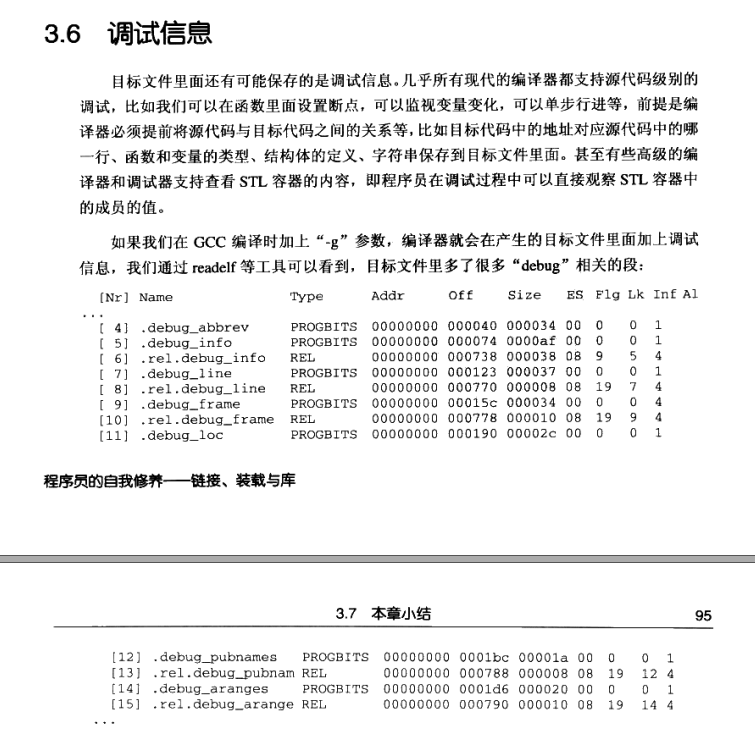 3.6 调试信息
目标文件里面还有可能保存的是调试信息。几乎所有现代的编译器都支持源代码级别的
调试，比如我们可以在函数里面设置断点，可以监视变量变化，可以单步行进等，前提是编
译器必须提前将源代码与目标代码之间的关系等，比如目标代码中的地址对应源代码中的哪
一行、函数和变量的类型、结构体的定义、字符串保存到目标文件里面。甚至有些高级的编
译器和调试器支持查看 STL 容器的内容，即程序员在调试过程中可以直接观察 STL 容器中
的成员的值。
如果我们在 GCC 编译时加上“-g”参数，编译器就会在产生的目标文件里面加上调试
信息，我们通过 readelf 等工具可以看到，目标文件里多了很多“debug”相关的段：
[Nr] Name Type Addr Off Size ES Flg Lk Inf Al
...
[ 4] .debug_abbrev PROGBITS 00000000 000040 000034 00 0 0 1
[ 5] .debug_info PROGBITS 00000000 000074 0000af 00 0 0 1
[ 6] .rel.debug_info REL 00000000 000738 000038 08 9 5 4
[ 7] .debug_line PROGBITS 00000000 000123 000037 00 0 0 1
[ 8] .rel.debug_line REL 00000000 000770 000008 08 19 7 4
[ 9] .debug_frame PROGBITS 00000000 00015c 000034 00 0 0 4
[10] .rel.debug_frame REL 00000000 000778 000010 08 19 9 4
[11] .debug_loc PROGBITS 00000000 000190 00002c 00 0 0 1
程序员的自我修养——链接、装载与库
3.7 本章小结 95
[12] .debug_pubnames PROGBITS 00000000 0001bc 00001a 00 0 0 1
[13] .rel.debug_pubnam REL 00000000 000788 000008 08 19 12 4
[14] .debug_aranges PROGBITS 00000000 0001d6 000020 00 0 0 1
[15] .rel.debug_arange REL 00000000 000790 000010 08 19 14 4
...